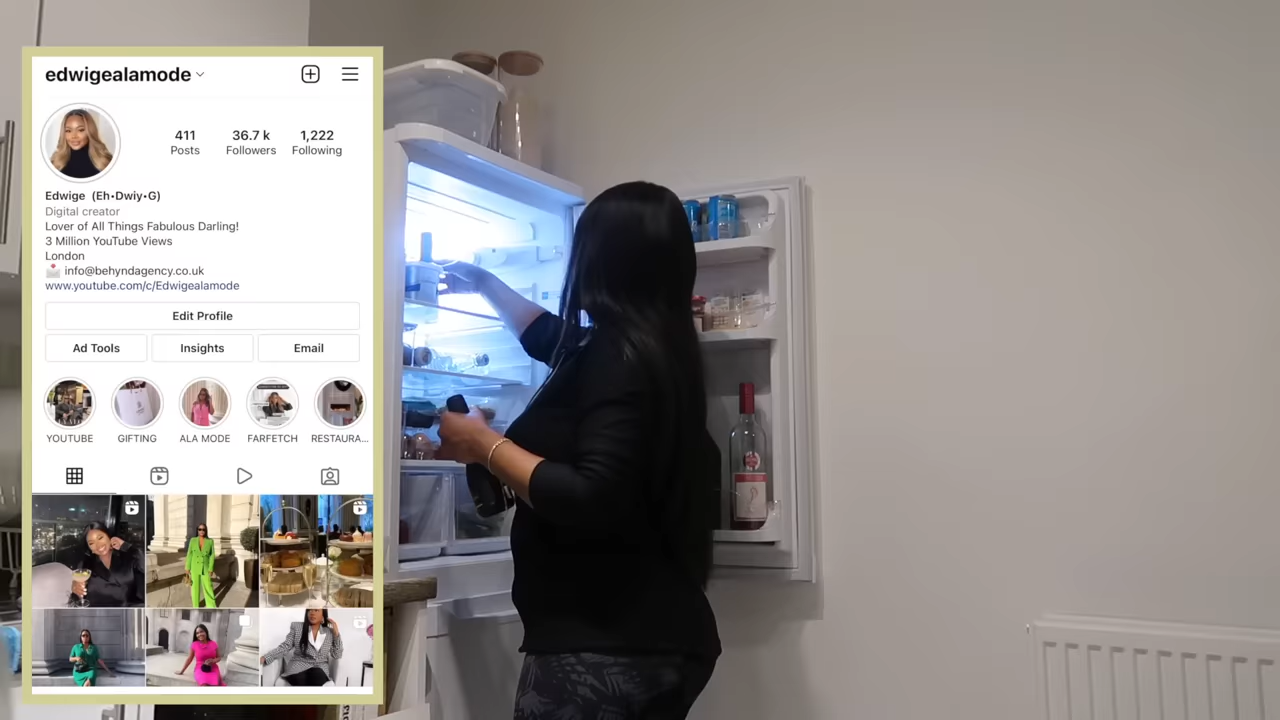 edwigealamode
411 36.7 k 1,222
Posts Followers Following
Edwige (Eh•Dwiy•G)
Digital creator
Lover of All Things Fabulous Darling!
3 Million YouTube Views
London
📩 info@behyndagency.co.uk
www.youtube.com/c/Edwigealamode
Edit Profile
Ad Tools Insights Email
YOUTUBE GIFTING ALA MODE FARFETCH RESTAURA...